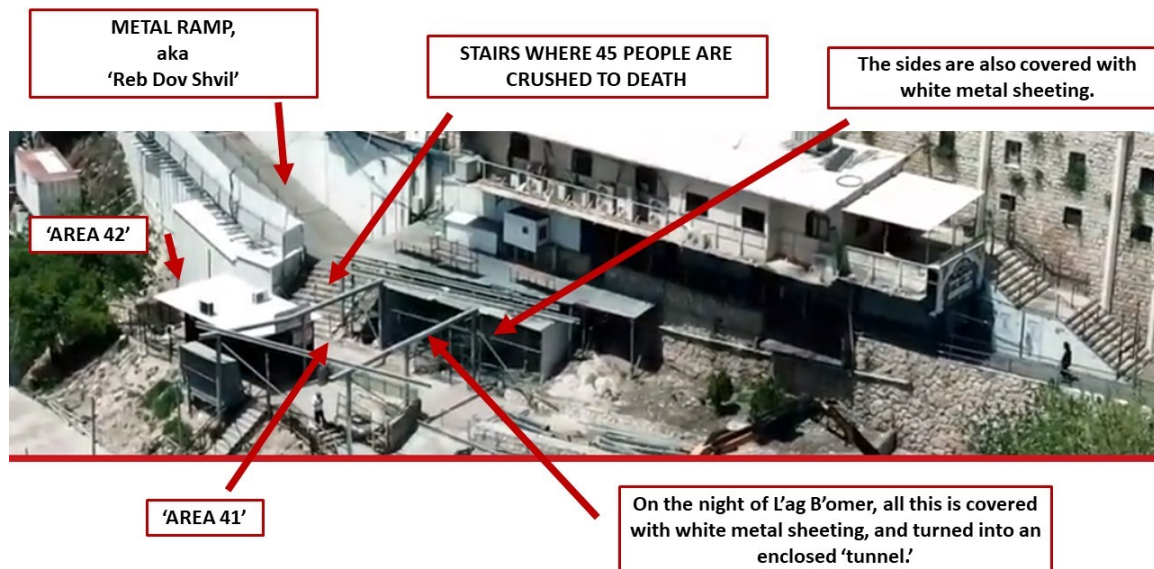 METAL RAMP,
aka
‘Reb Dov Shvil’
STAIRS WHERE 45 PEOPLE ARE
CRUSHED TO DEATH
The sides are also covered with
white metal sheeting.
‘AREA 42’
‘AREA 41’
On the night of L’ag B’omer, all this is covered
with white metal sheeting, and turned into an
enclosed ‘tunnel.’